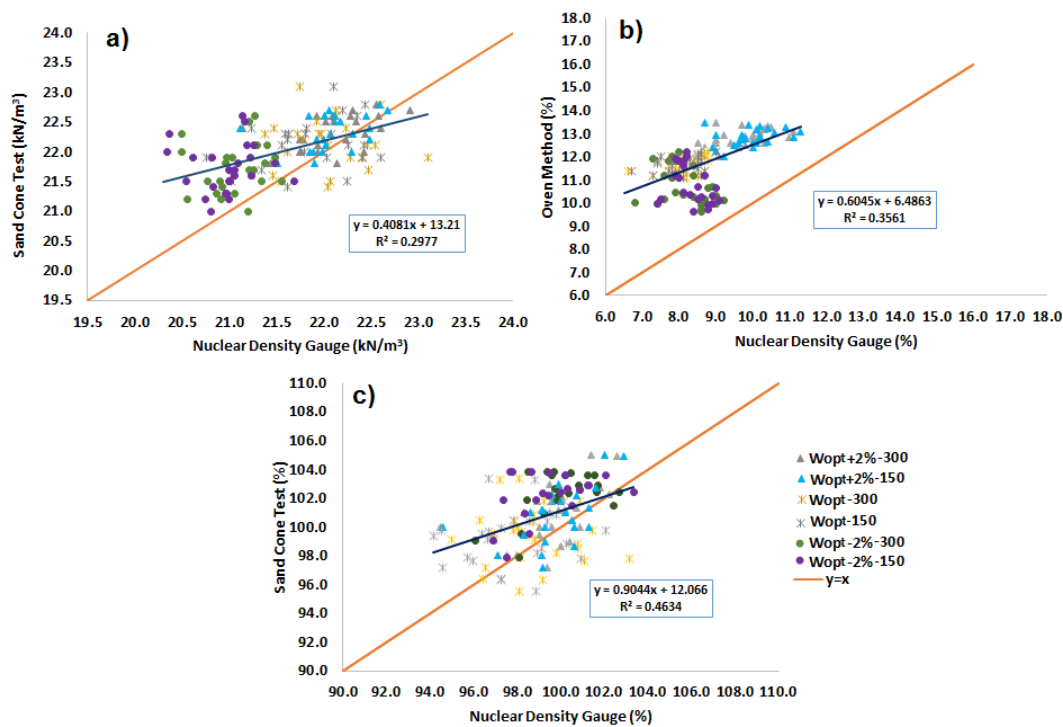 a)
24.0
23.5
23.0
22.5
22.0
21.5
21.0
20.5
20.0
19.5
Sand Cone Test (kN/m³)
y = 0.4081x + 13.21
R² = 0.2977
19.5 20.0 20.5 21.0 21.5 22.0 22.5 23.0 23.5 24.0
Nuclear Density Gauge (kN/m³)
b)
18.0
17.0
16.0
15.0
14.0
13.0
12.0
11.0
10.0
9.0
8.0
7.0
6.0
Oven Method (%)
y = 0.6045x + 6.4863
R² = 0.3561
6.0 7.0 8.0 9.0 10.0 11.0 12.0 13.0 14.0 15.0 16.0 17.0 18.0
Nuclear Density Gauge (%)
c)
110.0
108.0
106.0
104.0
102.0
100.0
98.0
96.0
94.0
92.0
90.0
Sand Cone Test (%)
y = 0.9044x + 12.066
R² = 0.4634
90.0 92.0 94.0 96.0 98.0 100.0 102.0 104.0 106.0 108.0 110.0
Nuclear Density Gauge (%)
Wopt+2%-300
Wopt+2%-150
Wopt-300
Wopt-150
Wopt-2%-300
Wopt-2%-150
y=x